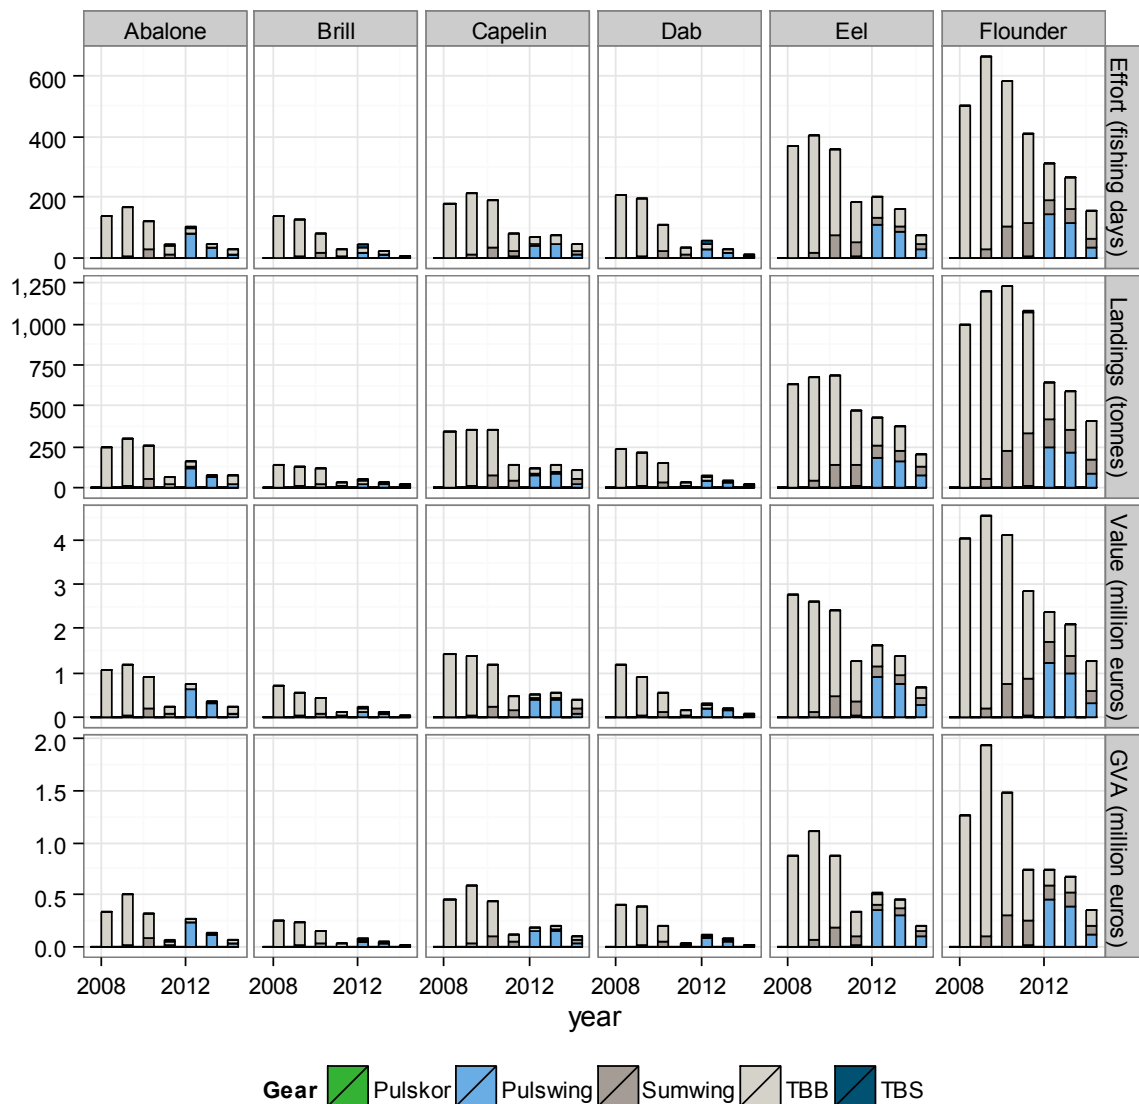 Abalone Brill Capelin Dab Eel Flounder
600
400
200
0
Effort (fishing days)
1,250
1,000
750
500
250
0
Landings (tonnes)
4
3
2
1
0
Value (million euros)
2.0
1.5
1.0
0.5
0.0
GVA (million euros)
2008 2012 2008 2012 2008 2012 2008 2012 2008 2012 2008 2012
year
Gear Pulskor Pulswing Sumwing TBB TBS